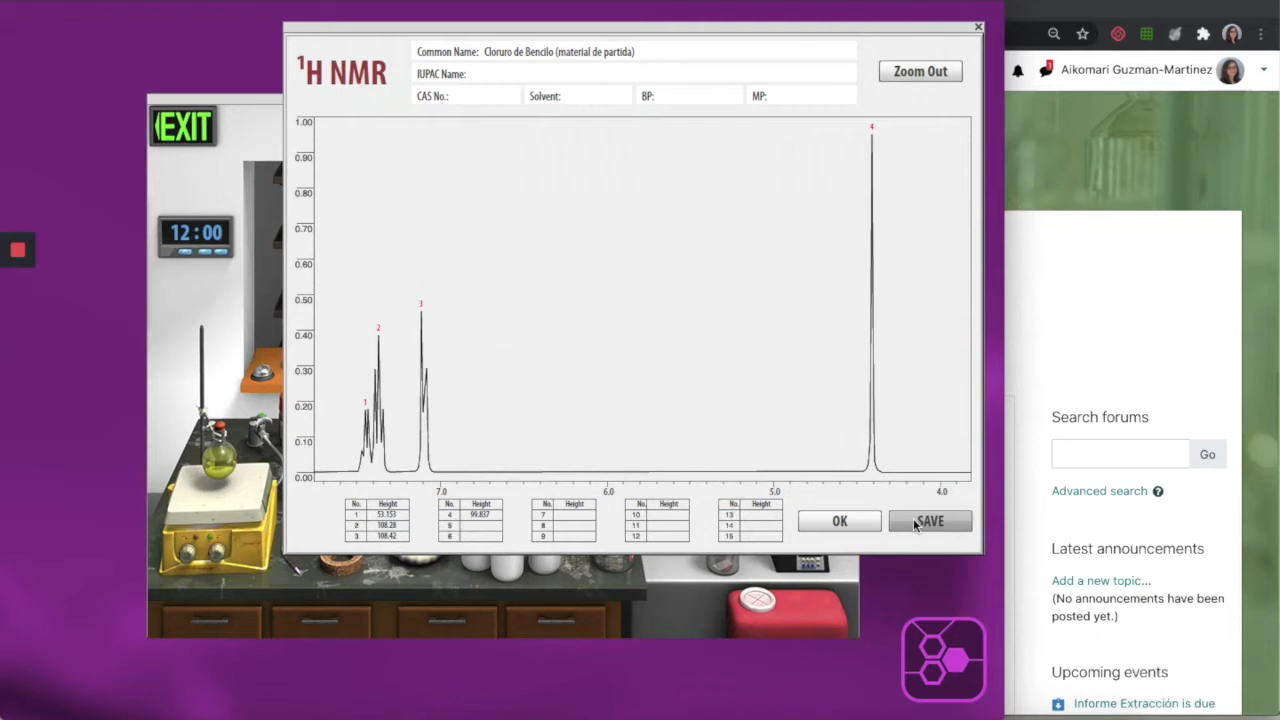 Aikomari Guzman-Martinez
EXIT
12:00
¹H NMR
Common Name: Cloruro de Bencilo (material de partida)
IUPAC Name:
CAS No.: Solvent: BP: MP:
Zoom Out
1.00
0.90
0.80
0.70
0.60
0.50
0.40
0.30
0.20
0.10
0.00
1
2
3
4
7.0 6.0 5.0 4.0
No. Height No. Height No. Height No. Height No. Height
1 53.153 4 99.837 7 10 13
2 108.28 5 8 11 14
3 108.42 6 9 12 15
OK
SAVE
Search forums
Go
Advanced search
Latest announcements
Add a new topic...
(No announcements have been
posted yet.)
Upcoming events
Informe Extracción is due